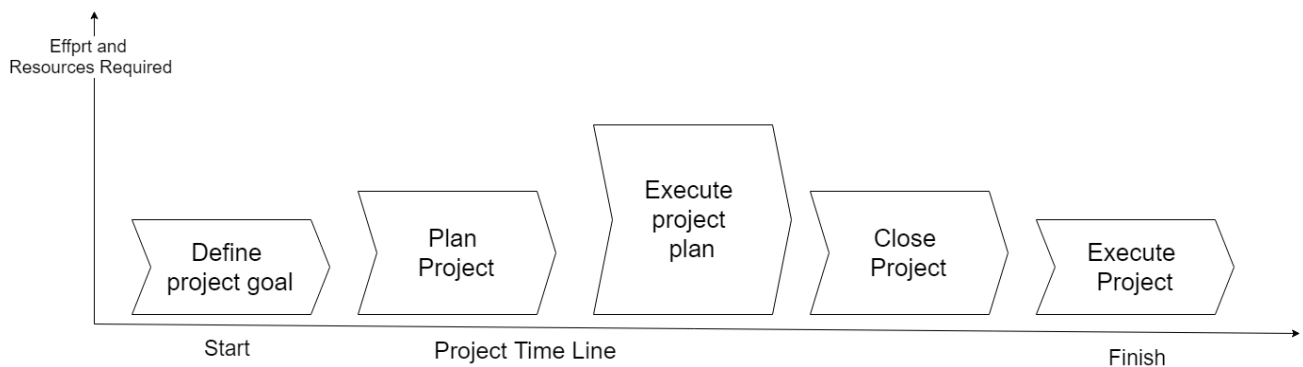 Effprt and
Resources Required
Define
project goal
Plan
Project
Execute
project
plan
Close
Project
Execute
Project
Start
Project Time Line
Finish